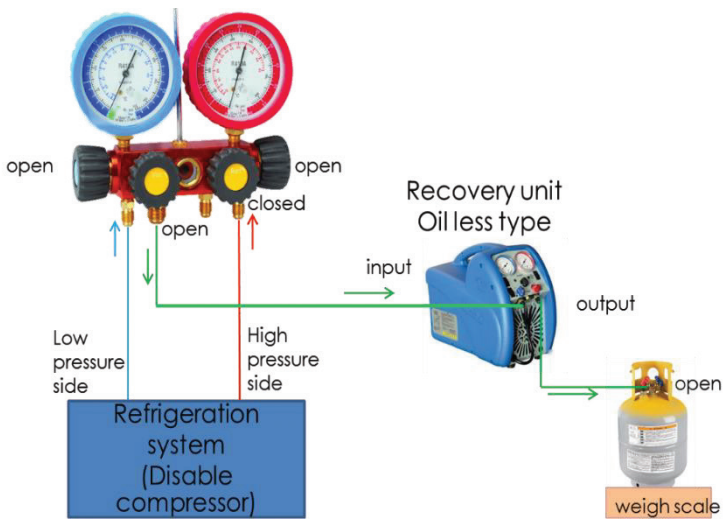 open
open
closed
open
Recovery unit
Oil less type
input
output
Low
pressure
side
High
pressure
side
open
Refrigeration
system
(Disable
compressor)
weigh scale